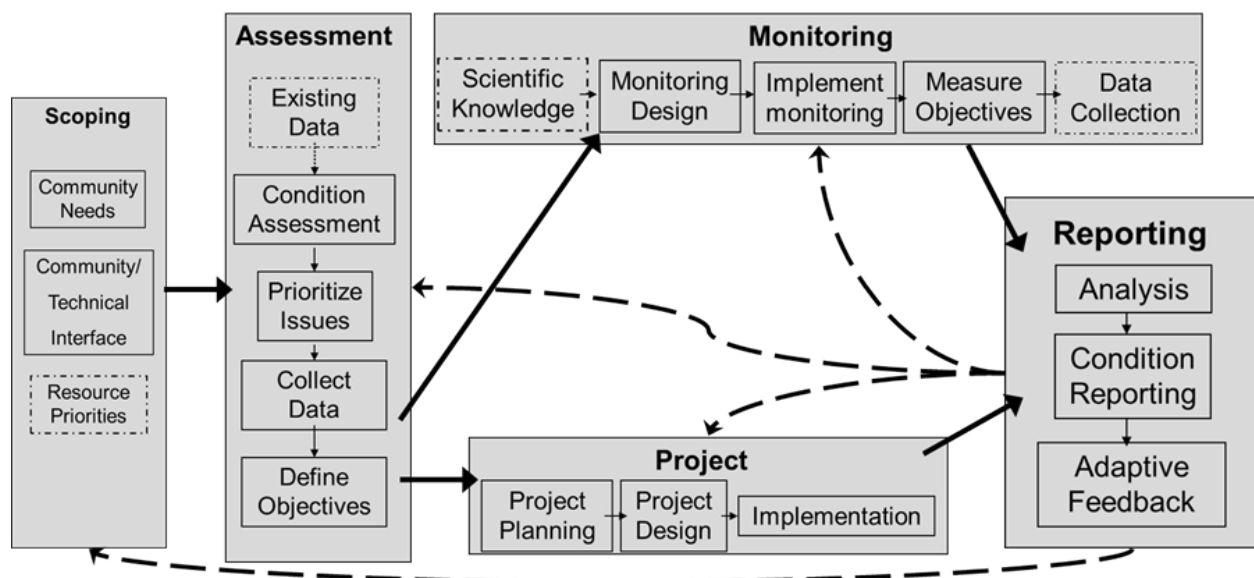 Scoping
Community
Needs
Community/
Technical
Interface
Resource
Priorities
Assessment
Existing
Data
Condition
Assessment
Prioritize
Issues
Collect
Data
Define
Objectives
Monitoring
Scientific
Knowledge
Monitoring
Design
Implement
monitoring
Measure
Objectives
Data
Collection
Project
Project
Planning
Project
Design
Implementation
Reporting
Analysis
Condition
Reporting
Adaptive
Feedback